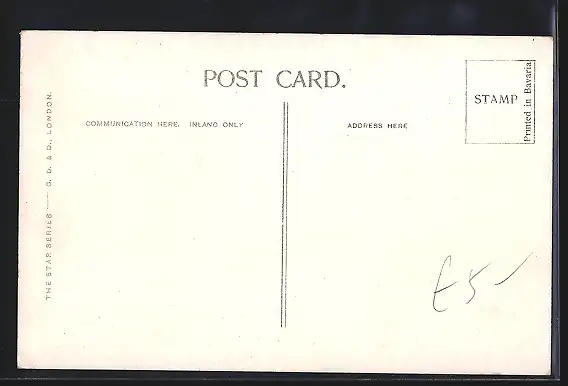 POST CARD.
THE STAR SERIES — G. D. & D., LONDON.
COMMUNICATION HERE. INLAND ONLY
ADDRESS HERE
STAMP
Printed in Bavaria
£5-